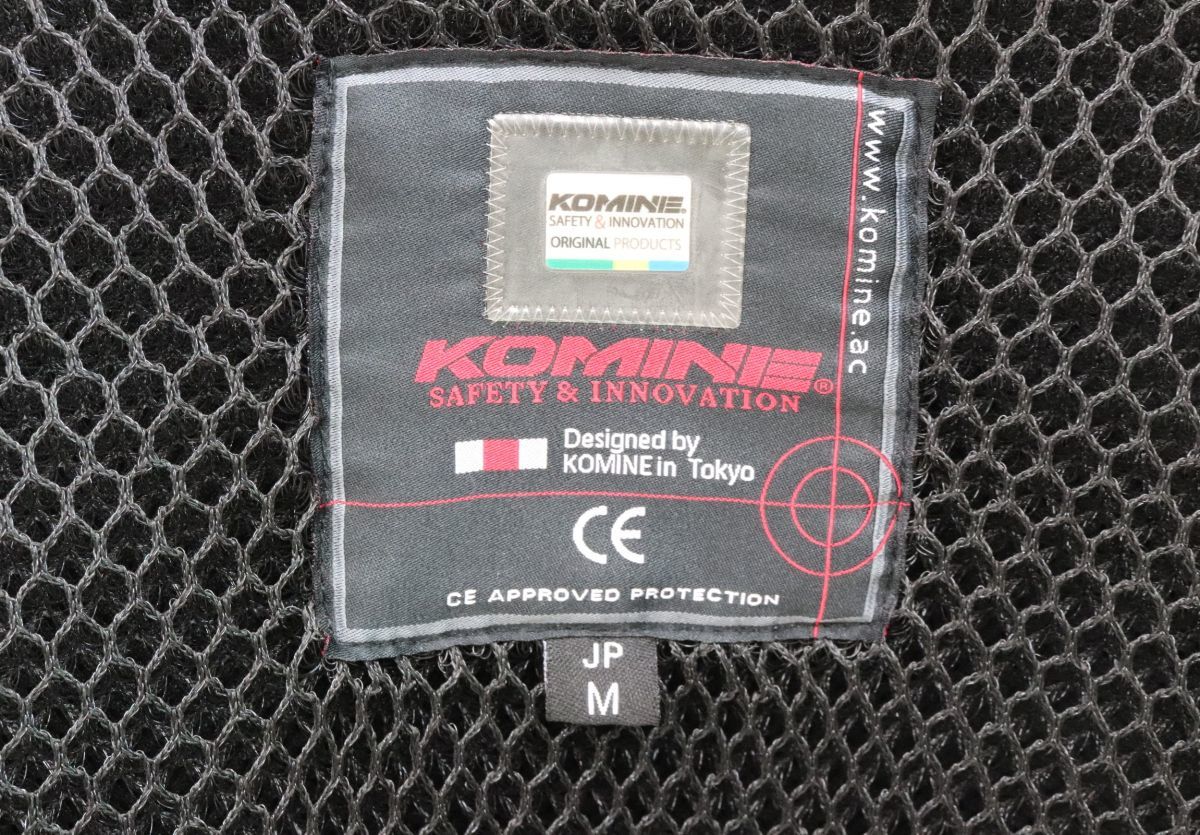 KOMINE®
SAFETY & INNOVATION
ORIGINAL PRODUCTS
www.komine.ac
KOMINE®
SAFETY & INNOVATION
Designed by
KOMINE in Tokyo
CE
CE APPROVED PROTECTION
JP
M